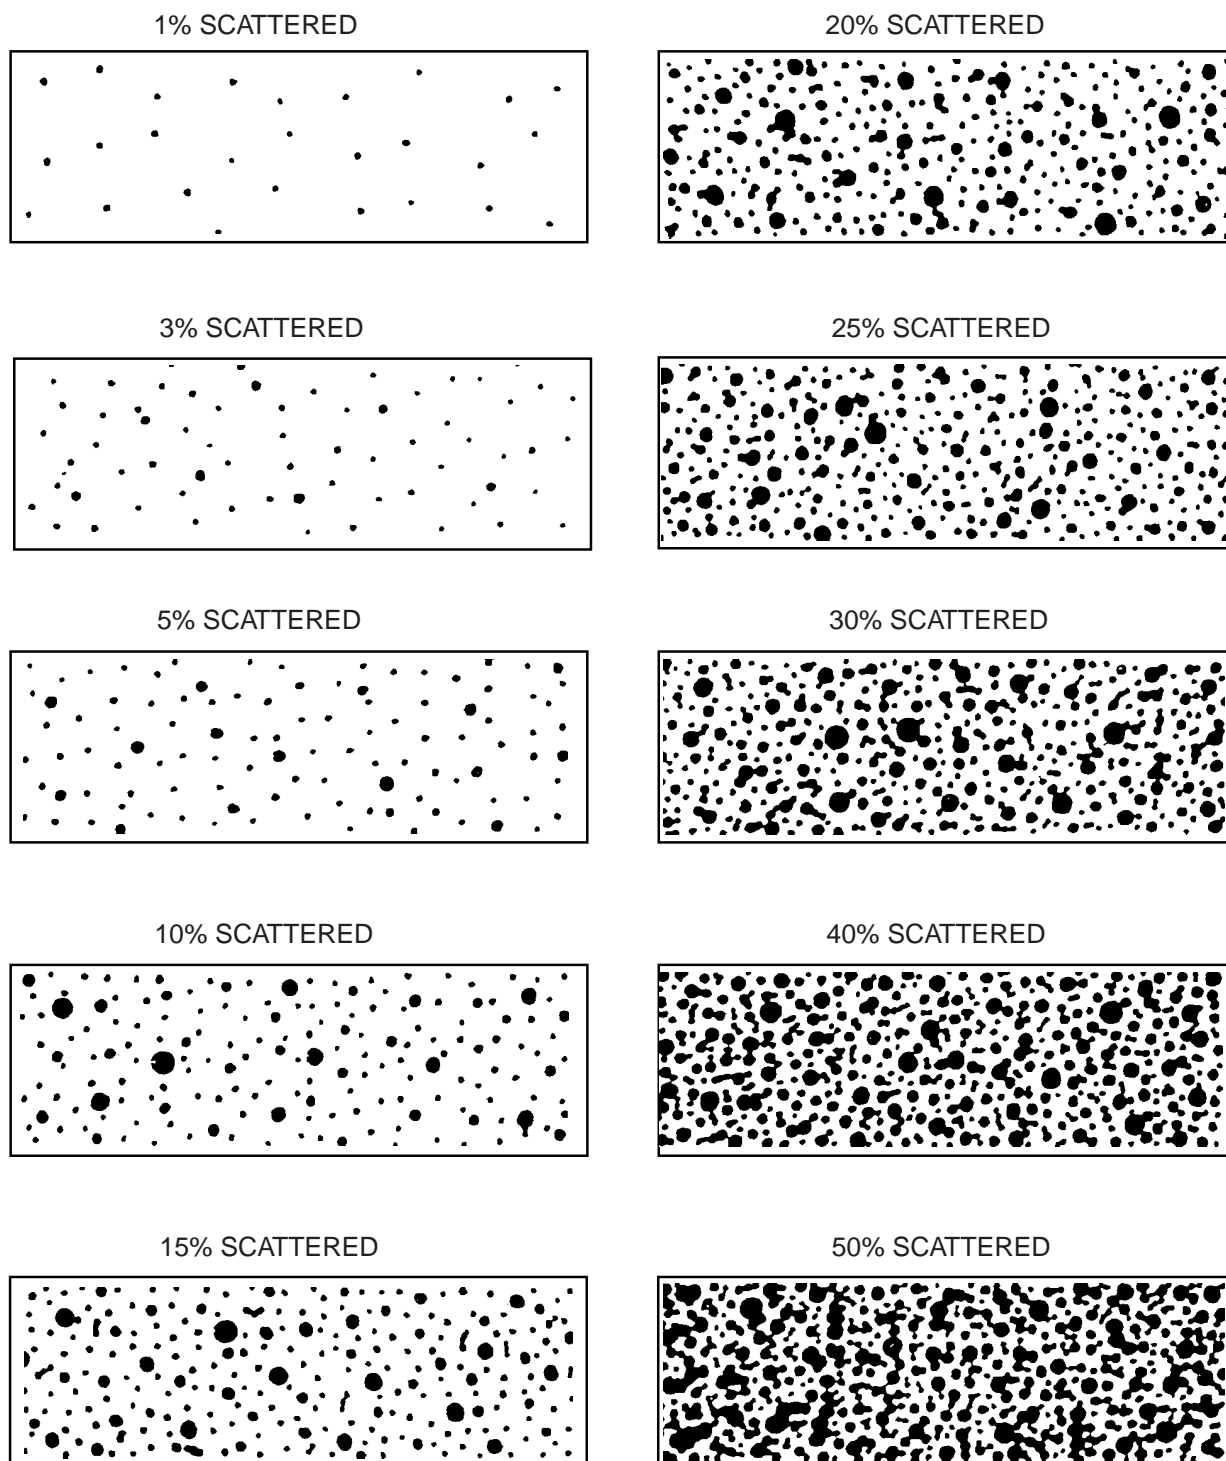 1% SCATTERED
20% SCATTERED
3% SCATTERED
25% SCATTERED
5% SCATTERED
30% SCATTERED
10% SCATTERED
40% SCATTERED
15% SCATTERED
50% SCATTERED